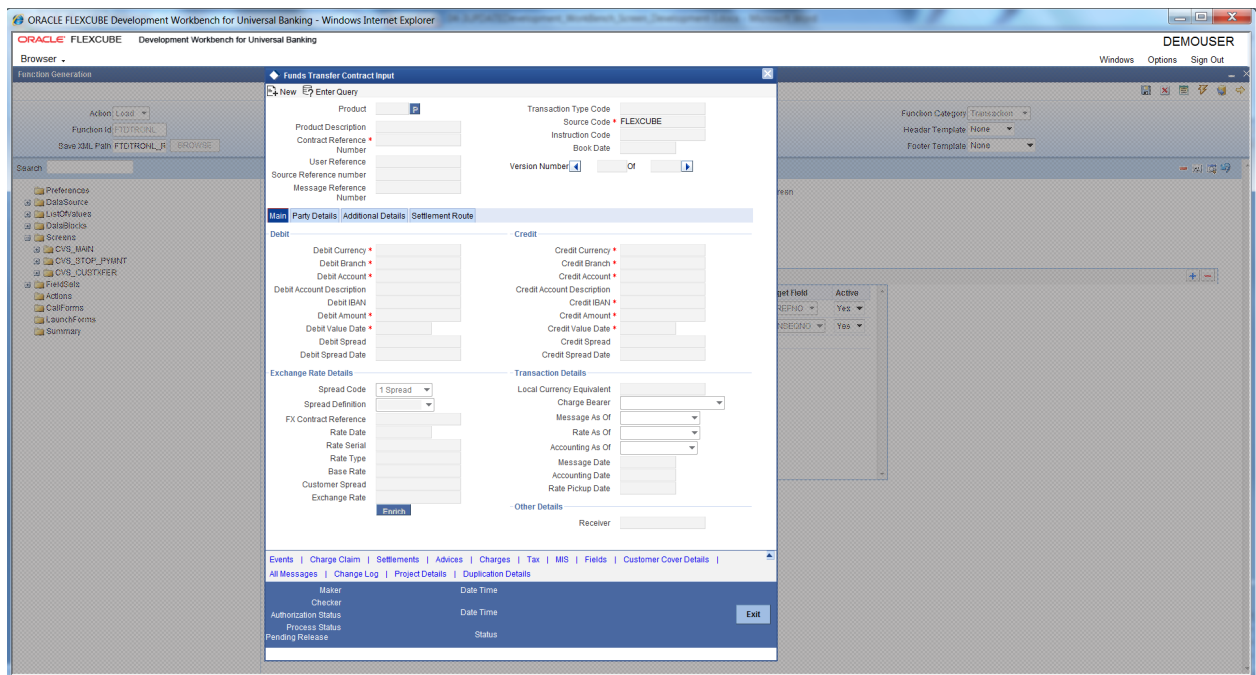 ORACLE FLEXCUBE Development Workbench for Universal Banking - Windows Internet Explorer
ORACLE FLEXCUBE Development Workbench for Universal Banking
DEMOUSER
Browser
Windows Options Sign Out
Function Generation
Action Load
Function Id FTDTRONL
Save XML Path FTDTRONL_R BROWSE
Function Category Transaction
Header Template None
Footer Template None
Search
Preferences
DataSource
ListOfValues
DataBlocks
Screens
CVS_MAIN
CVS_STOP_PYMNT
CVS_CUSTXFER
FieldSets
Actions
CallForms
LaunchForms
Summary
Funds Transfer Contract Input
New Enter Query
Product P
Product Description
Contract Reference *
Number
User Reference
Source Reference number
Message Reference
Number
Transaction Type Code
Source Code * FLEXCUBE
Instruction Code
Book Date
Version Number Of
Main Party Details Additional Details Settlement Route
Debit
Debit Currency *
Debit Branch *
Debit Account *
Debit Account Description
Debit IBAN
Debit Amount *
Debit Value Date *
Debit Spread
Debit Spread Date
Credit
Credit Currency *
Credit Branch *
Credit Account *
Credit Account Description
Credit IBAN *
Credit Amount *
Credit Value Date *
Credit Spread
Credit Spread Date
Exchange Rate Details
Spread Code 1 Spread
Spread Definition
FX Contract Reference
Rate Date
Rate Serial
Rate Type
Base Rate
Customer Spread
Exchange Rate
Enrich
Transaction Details
Local Currency Equivalent
Charge Bearer
Message As Of
Rate As Of
Accounting As Of
Message Date
Accounting Date
Rate Pickup Date
Other Details
Receiver
Events | Charge Claim | Settlements | Advices | Charges | Tax | MIS | Fields | Customer Cover Details |
All Messages | Change Log | Project Details | Duplication Details
Maker
Checker
Authorization Status
Process Status
Pending Release
Date Time
Date Time
Status
Exit
reen
get Field Active
REFNO Yes
NSEQNO Yes